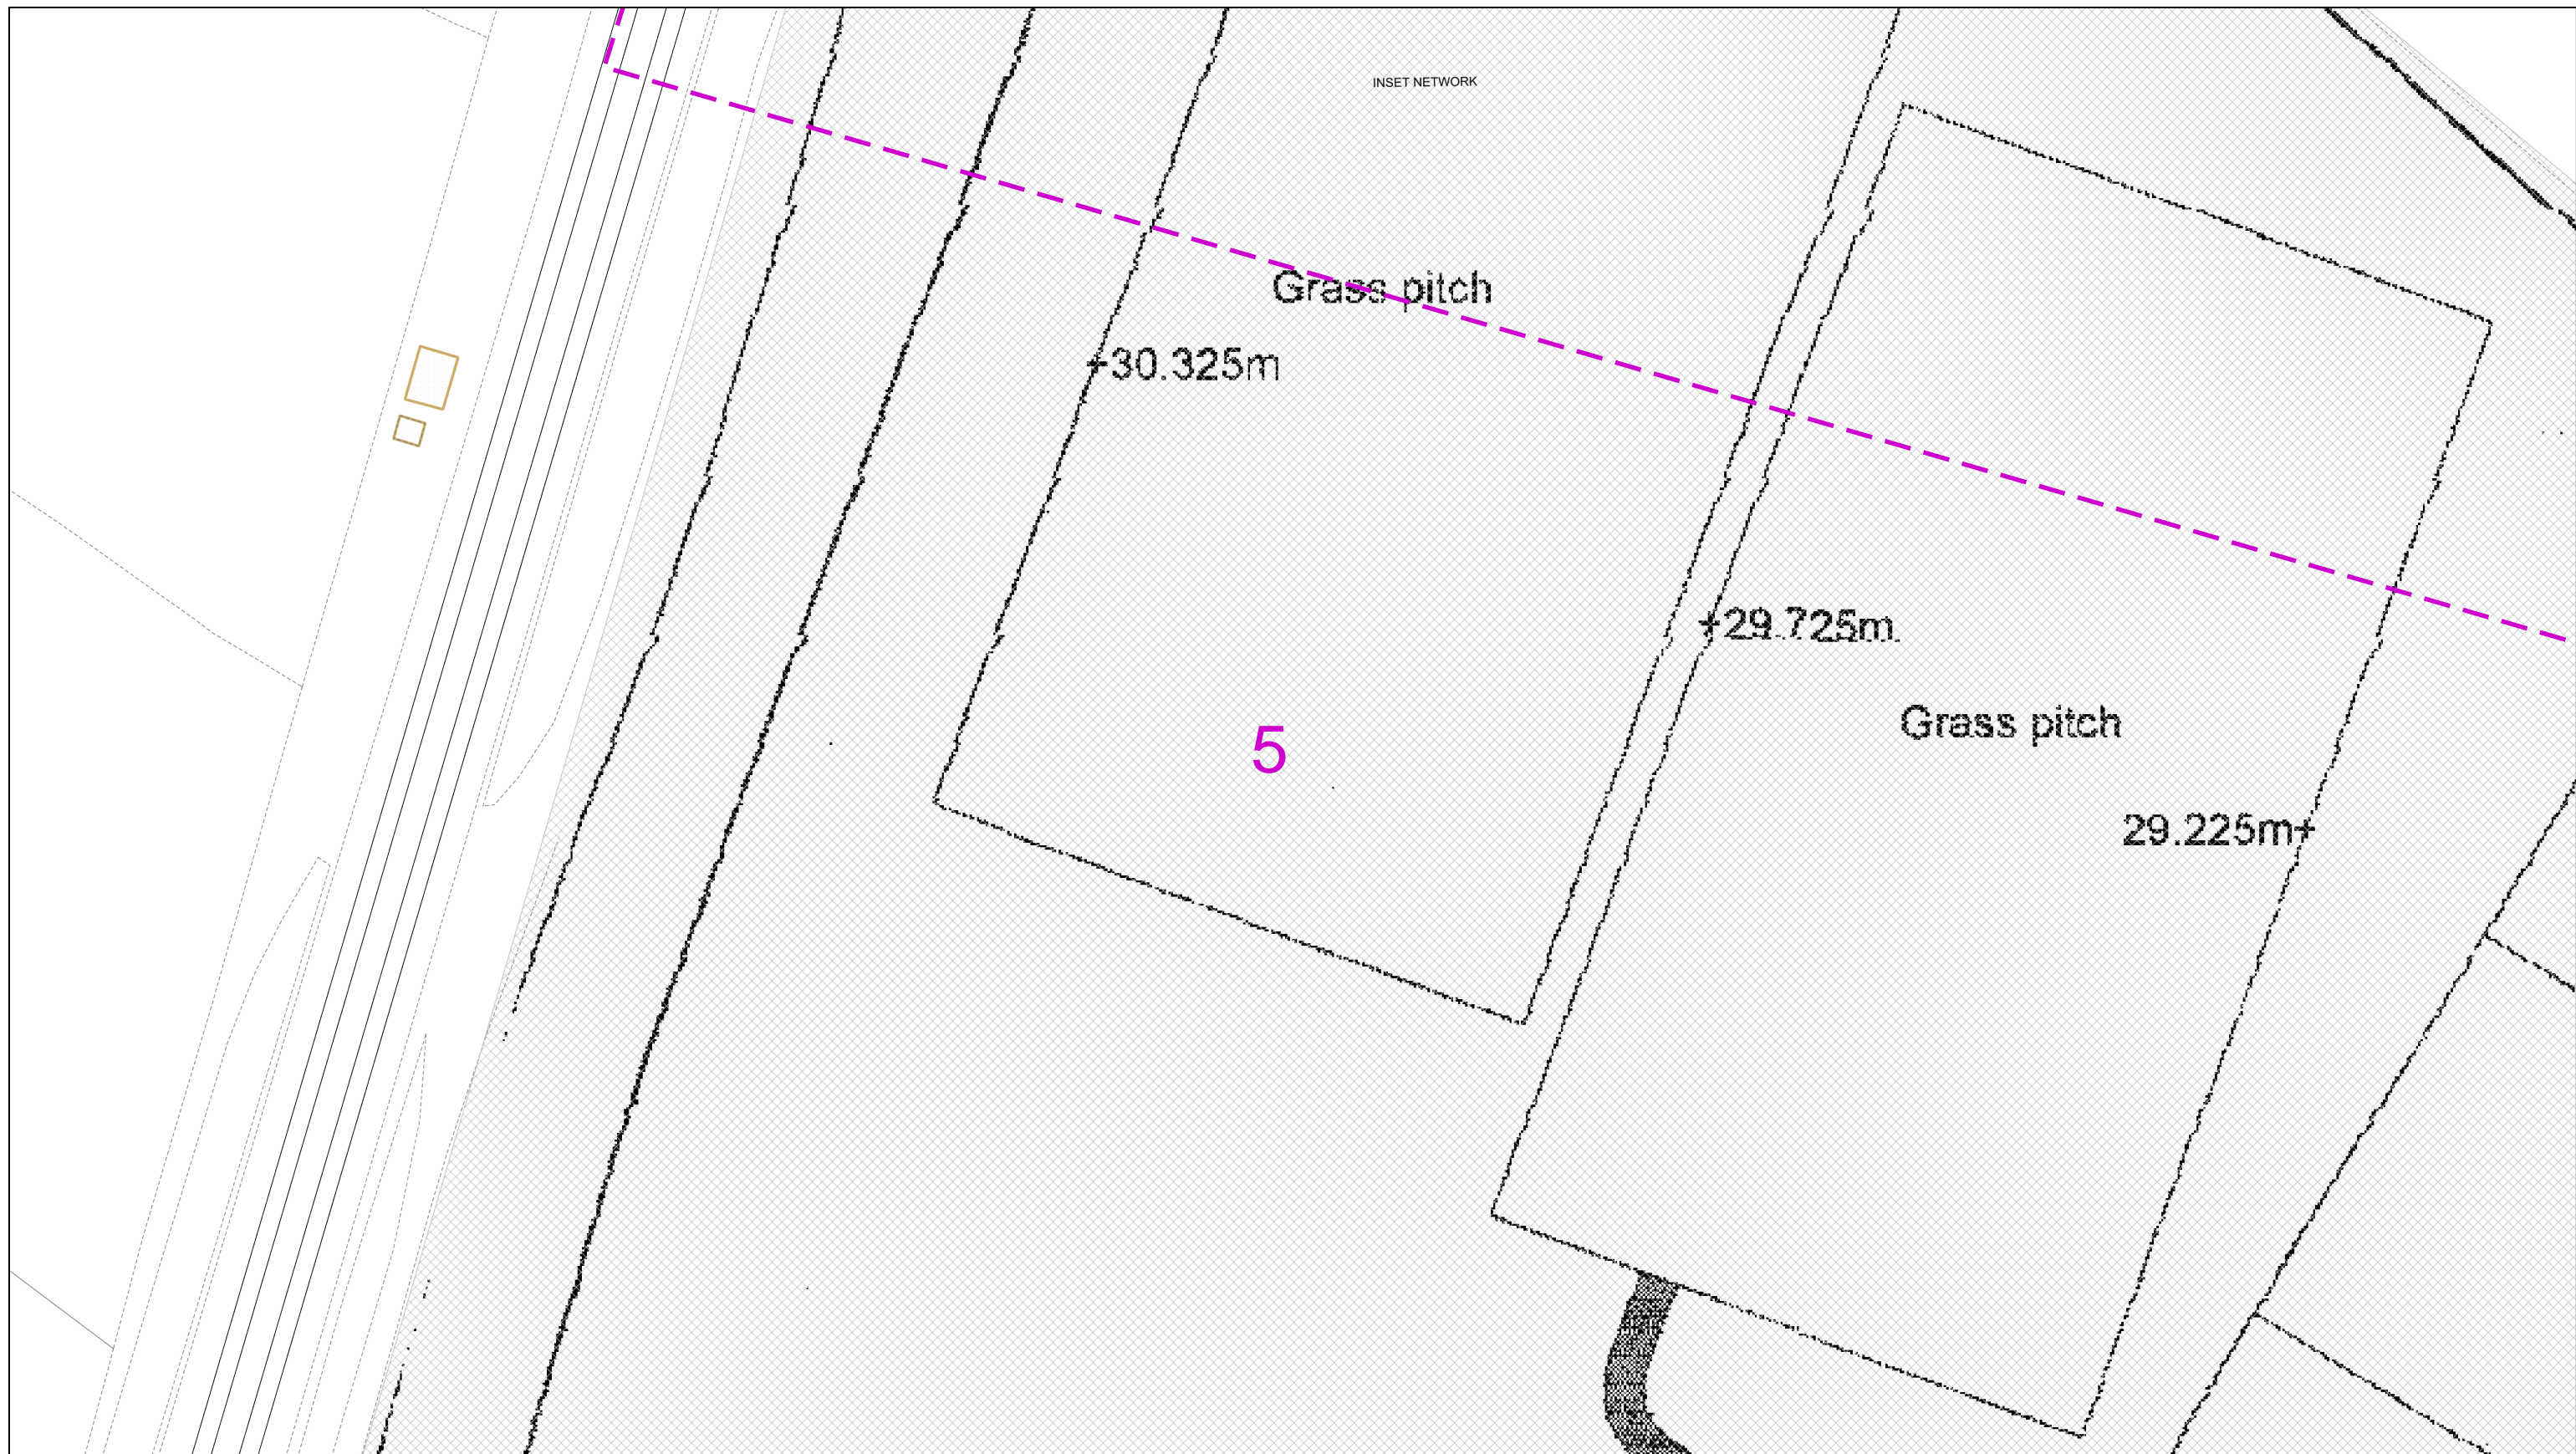 INSET NETWORK
Grass pitch
+30.325m
+29.725m
Grass pitch
5
29.225m+